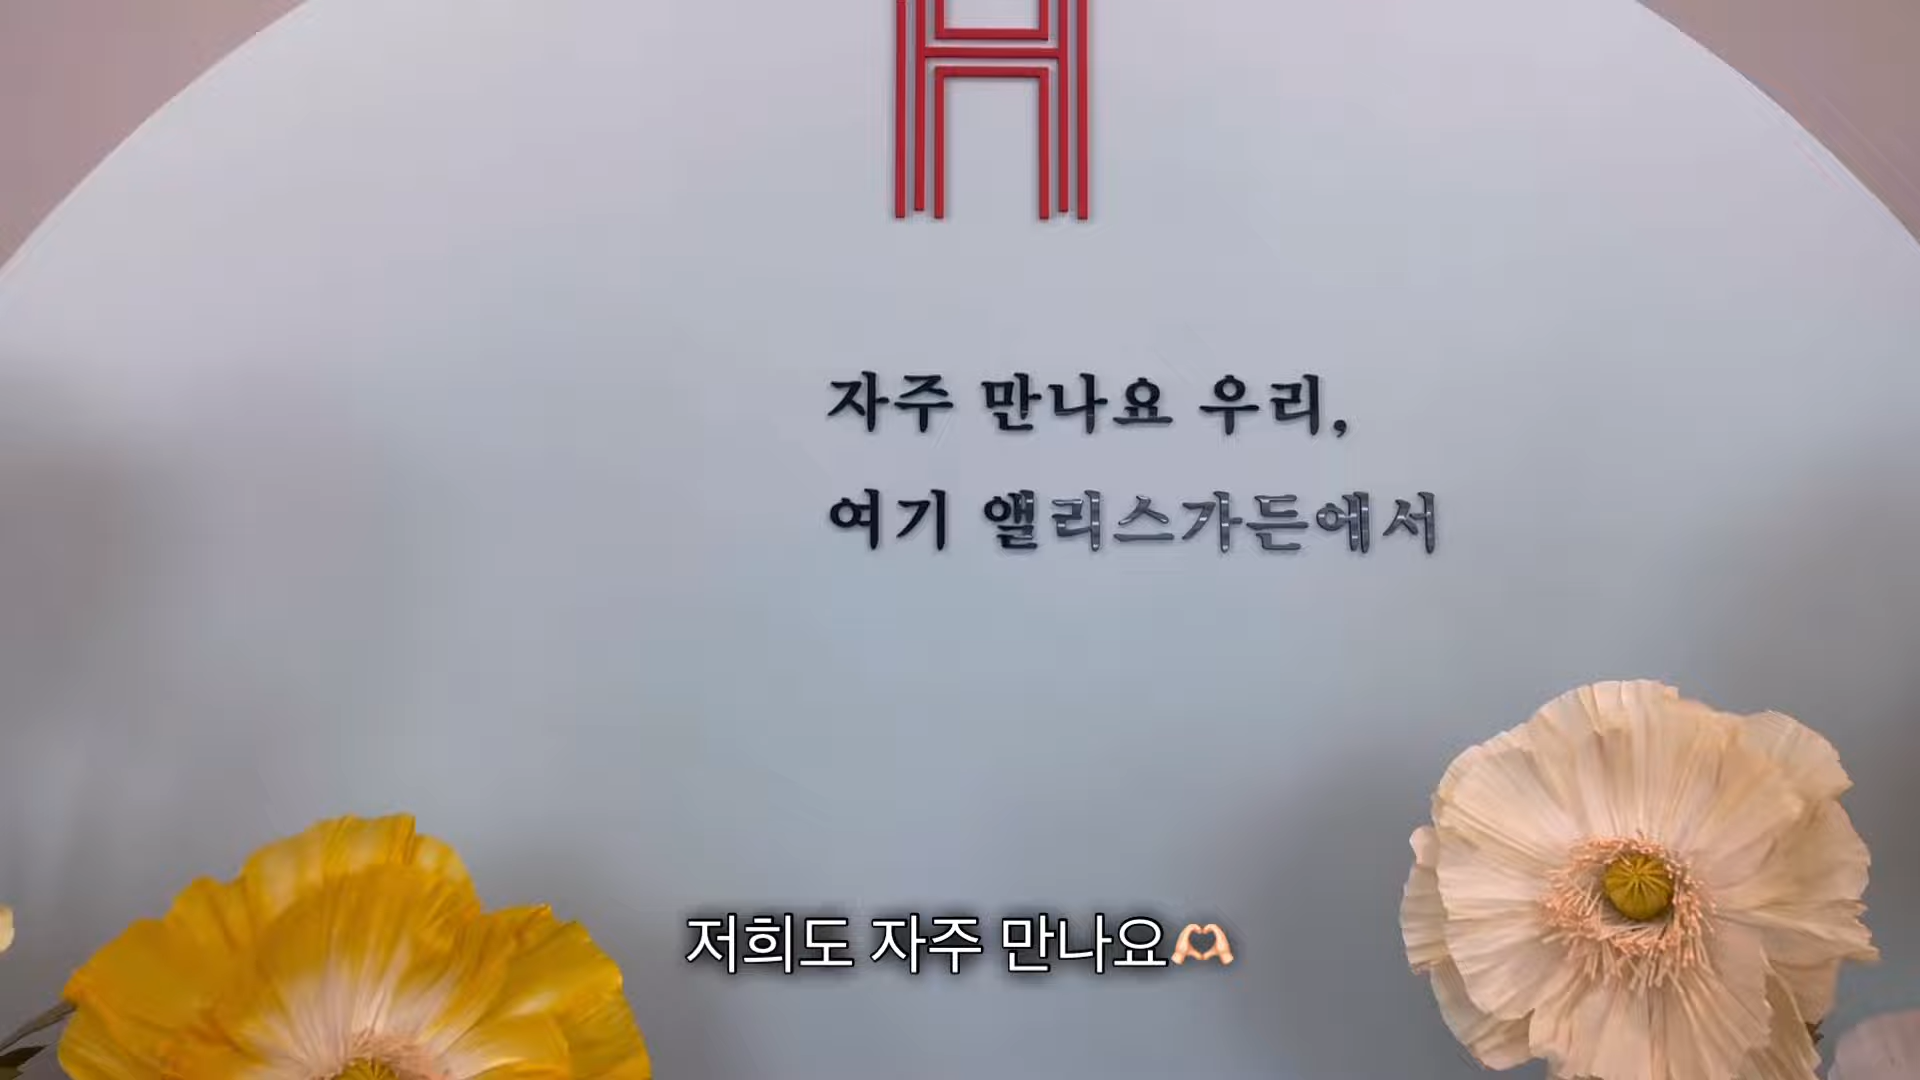 자주 만나요 우리,
여기 앨리스가든에서
저희도 자주 만나요🫶🏻